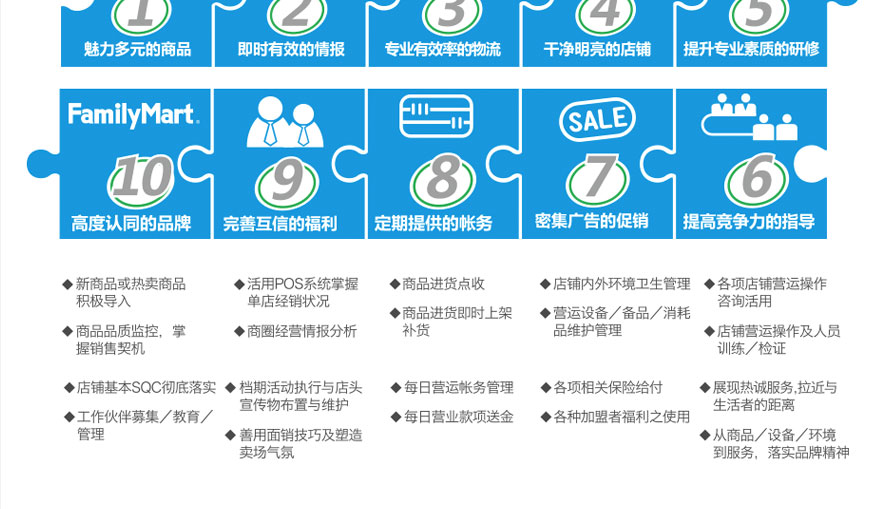 1 2 3 4 5
魅力多元的商品 即时有效的情报 专业有效率的物流 干净明亮的店铺 提升专业素质的研修
FamilyMart®
SALE
10 9 8 7 6
高度认同的品牌 完善互信的福利 定期提供的帐务 密集广告的促销 提高竞争力的指导
◆ 新商品或热卖商品
积极导入
◆ 商品品质监控，掌
握销售契机
◆ 活用POS系统掌握
单店经销状况
◆ 商圈经营情报分析
◆ 商品进货点收
◆ 商品进货即时上架
补货
◆ 店铺内外环境卫生管理
◆ 营运设备／备品／消耗
品维护管理
◆ 各项店铺营运操作
咨询活用
◆ 店铺营运操作及人员
训练／检证
◆ 店铺基本SQC彻底落实
◆ 工作伙伴募集／教育／
管理
◆ 档期活动执行与店头
宣传物布置与维护
◆ 善用面销技巧及塑造
卖场气氛
◆ 每日营运帐务管理
◆ 每日营业款项送金
◆ 各项相关保险给付
◆ 各种加盟者福利之使用
◆ 展现热诚服务,拉近与
生活者的距离
◆ 从商品／设备／环境
到服务，落实品牌精神